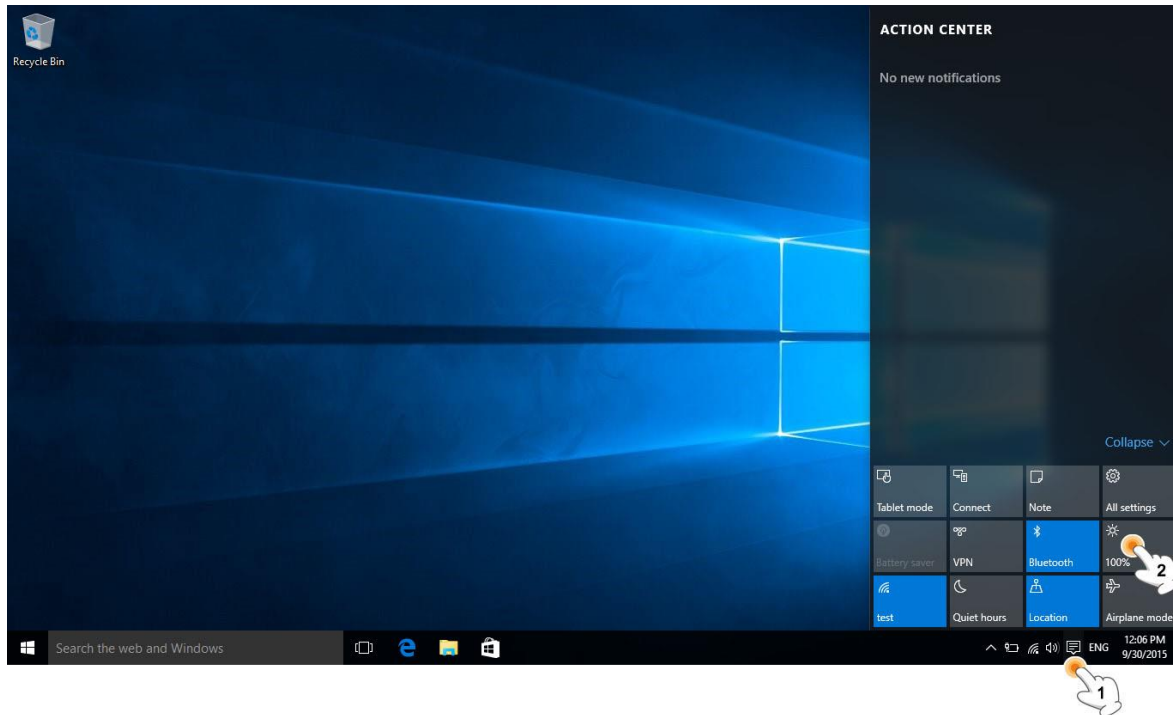 Recycle Bin
ACTION CENTER
No new notifications
Collapse
Tablet mode
Connect
Note
All settings
Battery saver
VPN
Bluetooth
100%
2
test
Quiet hours
Location
Airplane mode
Search the web and Windows
ENG
12:06 PM
9/30/2015
1